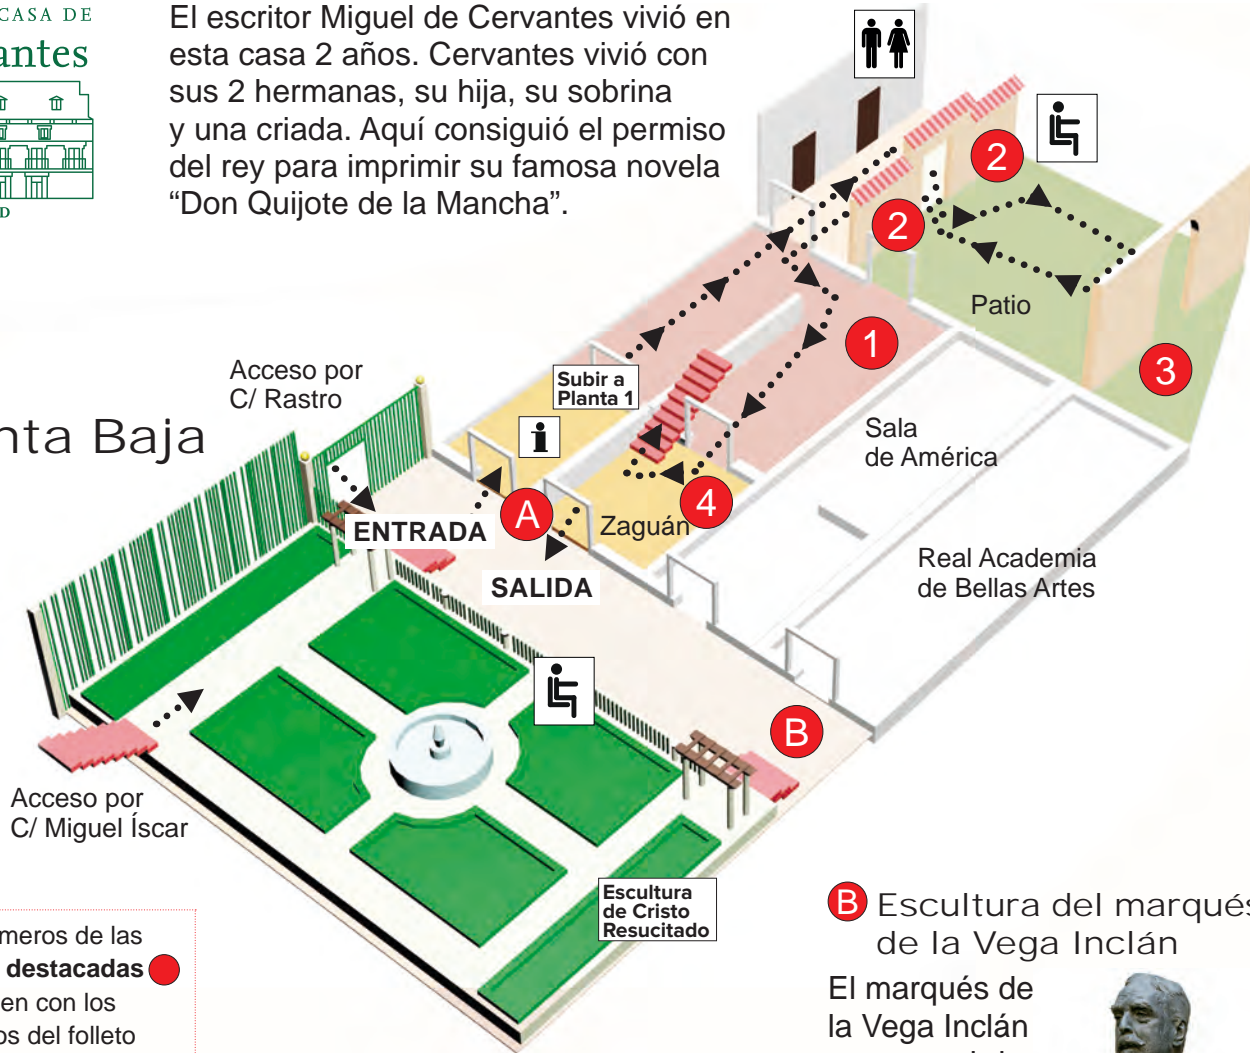 CASA DE
antes
D
El escritor Miguel de Cervantes vivió en
esta casa 2 años. Cervantes vivió con
sus 2 hermanas, su hija, su sobrina
y una criada. Aquí consiguió el permiso
del rey para imprimir su famosa novela
“Don Quijote de la Mancha”.
2
2
Patio
1
3
Acceso por
C/ Rastro
Subir a
Planta 1
nta Baja
i
Sala
de América
ENTRADA
A
4
Zaguán
SALIDA
Real Academia
de Bellas Artes
B
Acceso por
C/ Miguel Íscar
Escultura
de Cristo
Resucitado
meros de las
destacadas
en con los
os del folleto
B Escultura del marqués
de la Vega Inclán
El marqués de
la Vega Inclán